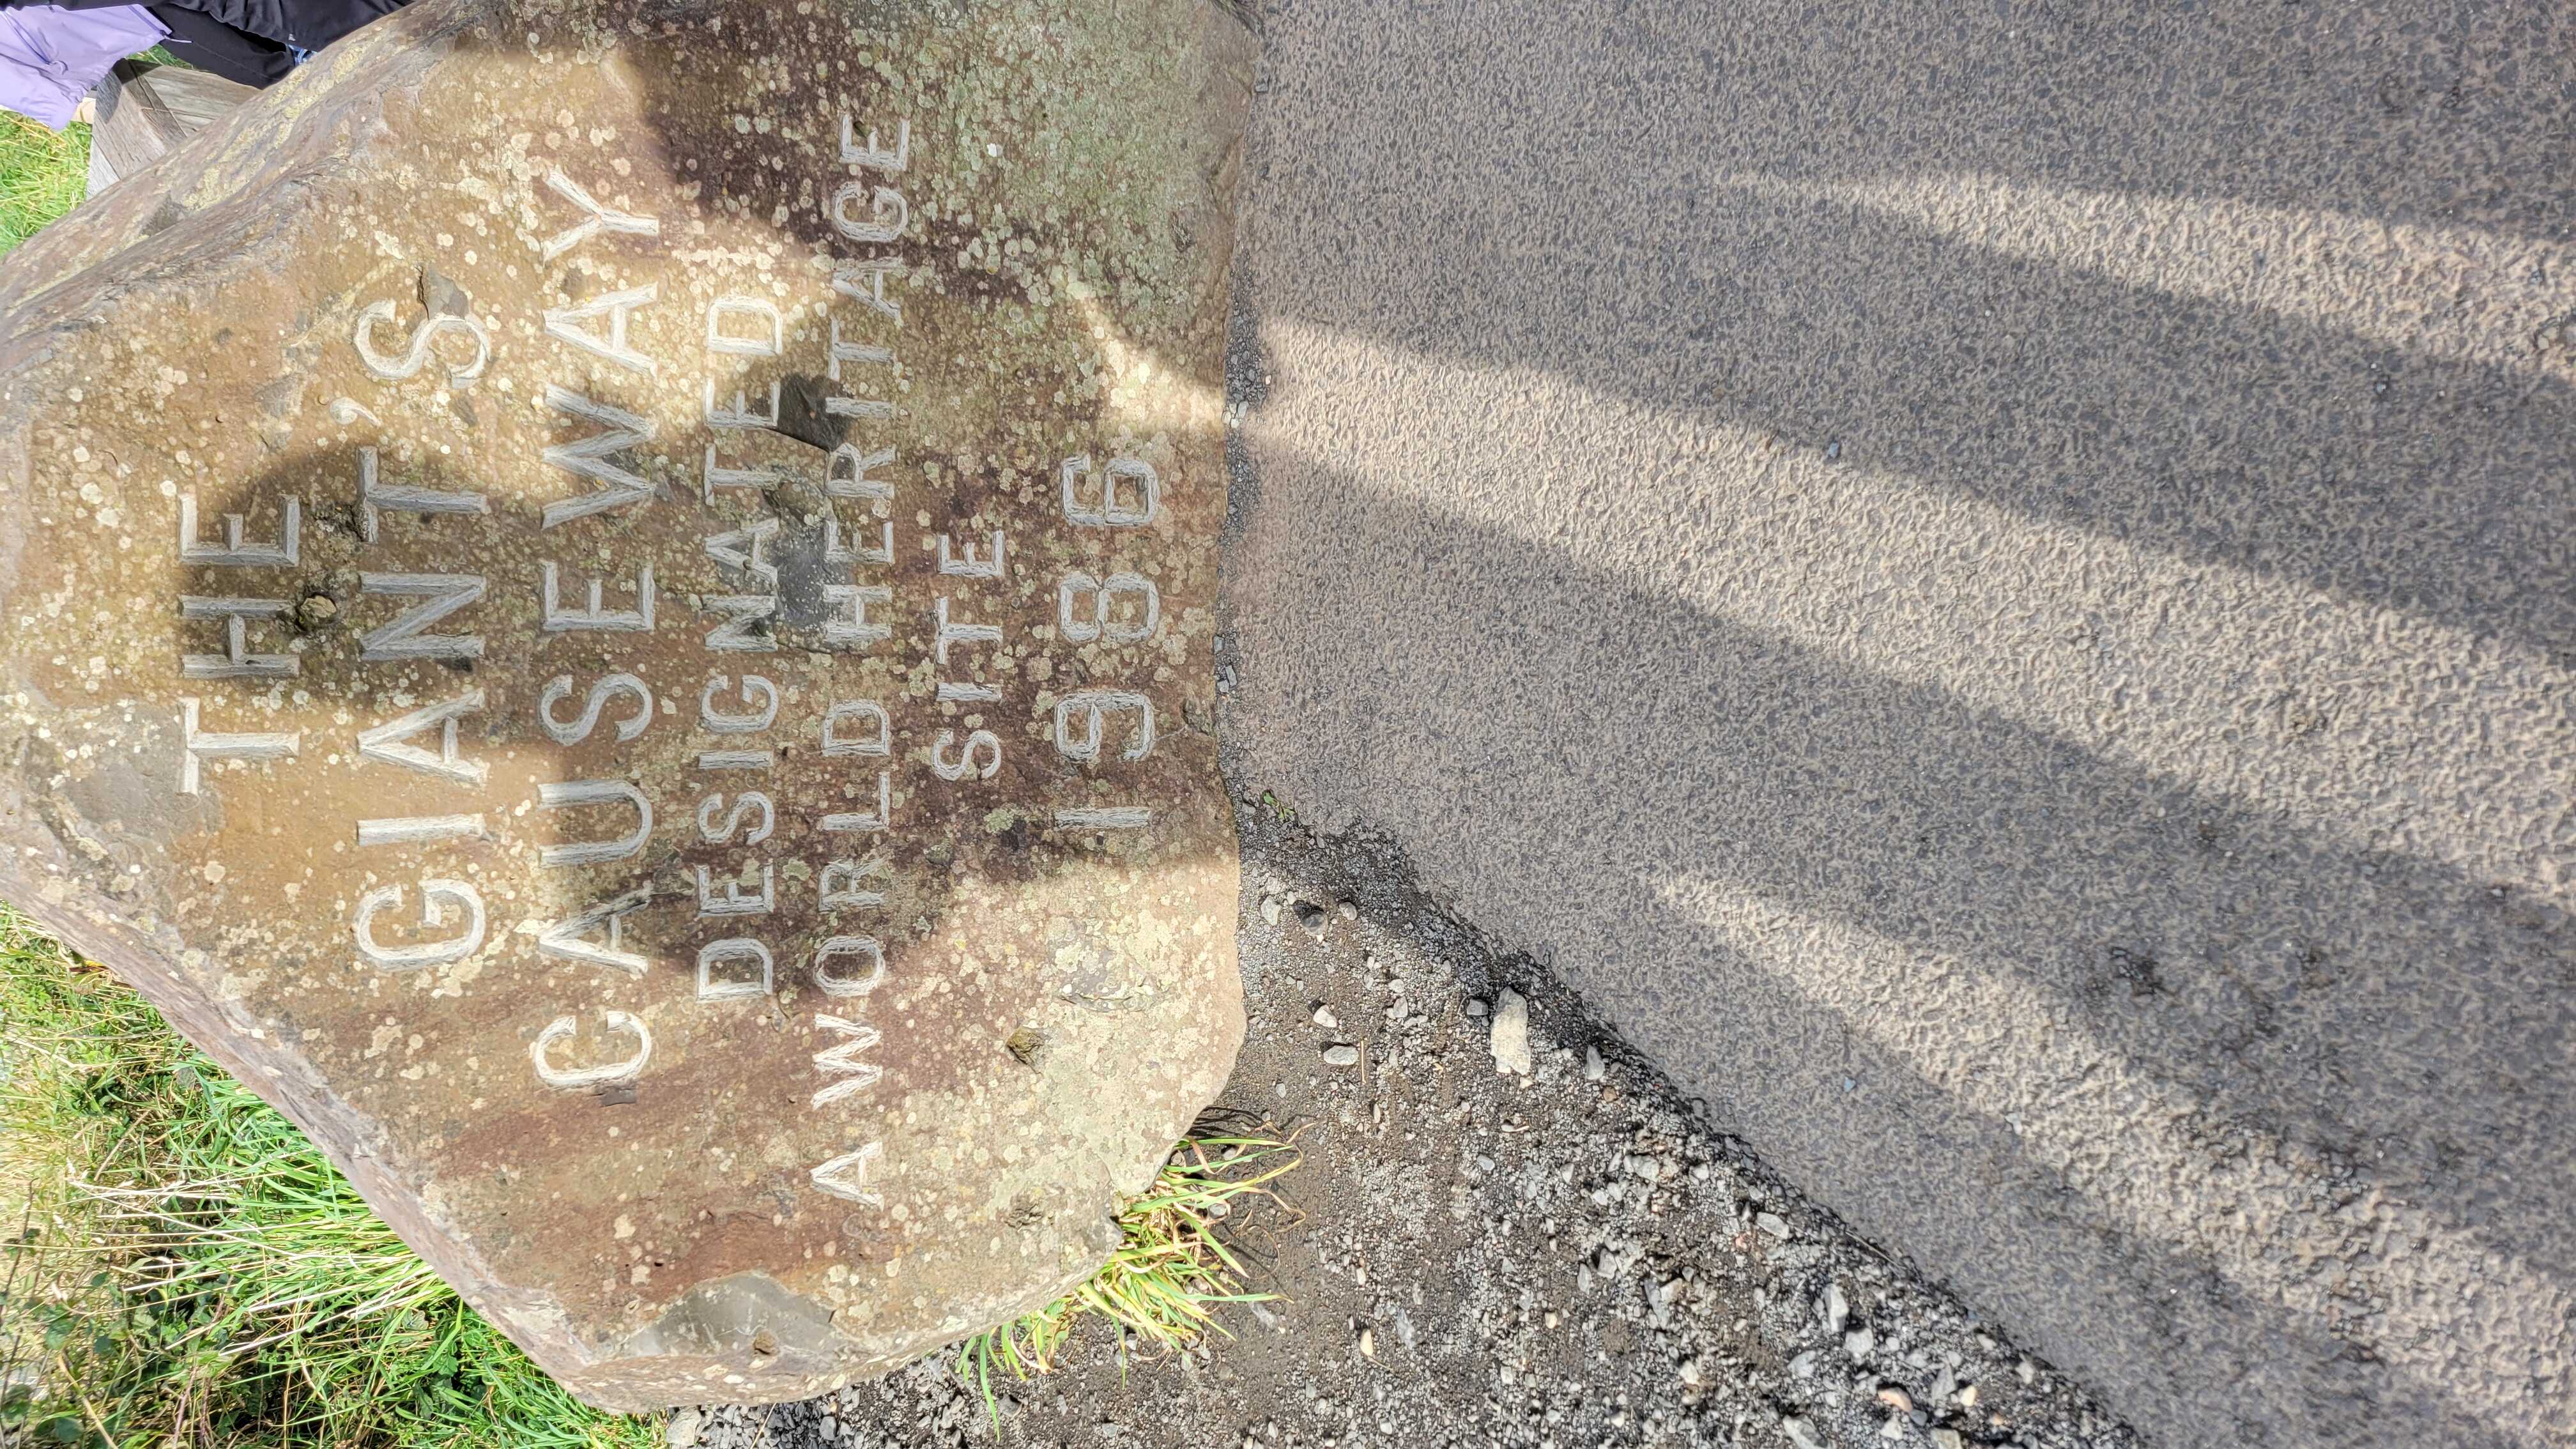 THE
GIANT'S
CAUSEWAY
DESIGNATED
A WORLD HERITAGE
SITE
1986